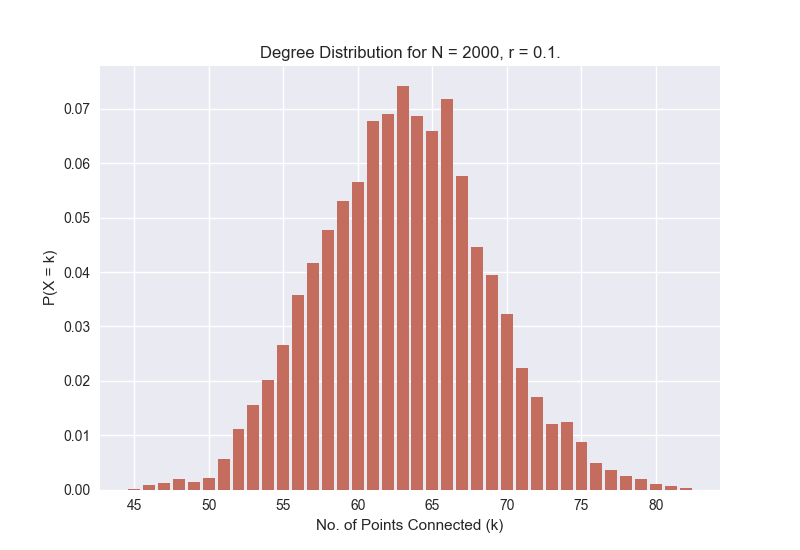 Degree Distribution for N = 2000, r = 0.1.
0.07
0.06
0.05
0.04
0.03
0.02
0.01
0.00
P(X = k)
45 50 55 60 65 70 75 80
No. of Points Connected (k)